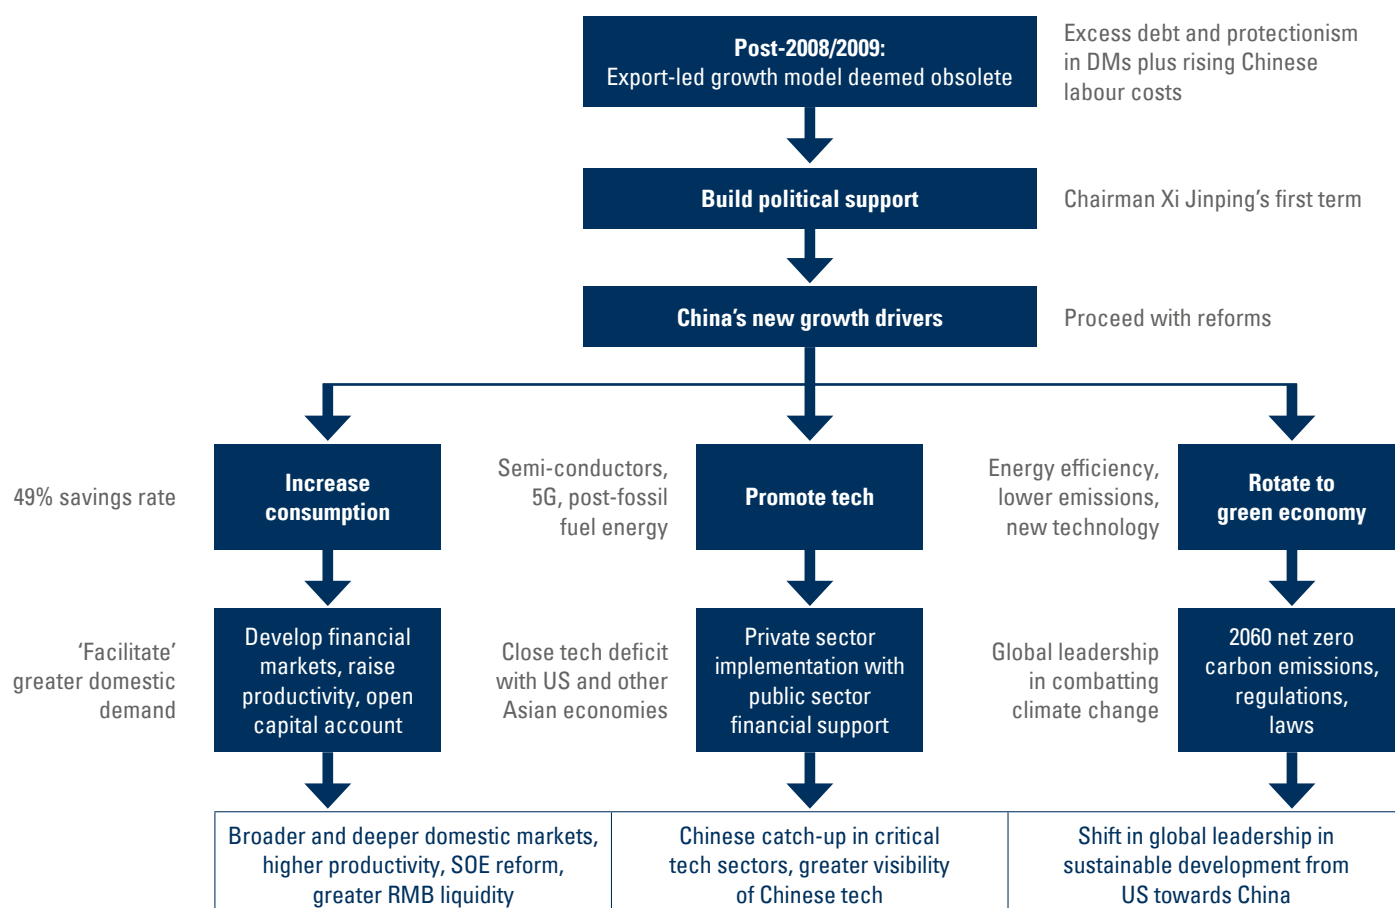 Post-2008/2009:
Export-led growth model deemed obsolete
Excess debt and protectionism
in DMs plus rising Chinese
labour costs
Build political support
Chairman Xi Jinping’s first term
China’s new growth drivers
Proceed with reforms
49% savings rate
Increase
consumption
Semi-conductors,
5G, post-fossil
fuel energy
Promote tech
Energy efficiency,
lower emissions,
new technology
Rotate to
green economy
‘Facilitate’
greater domestic
demand
Develop financial
markets, raise
productivity, open
capital account
Close tech deficit
with US and other
Asian economies
Private sector
implementation with
public sector
financial support
Global leadership
in combatting
climate change
2060 net zero
carbon emissions,
regulations,
laws
Broader and deeper domestic markets,
higher productivity, SOE reform,
greater RMB liquidity
Chinese catch-up in critical
tech sectors, greater visibility
of Chinese tech
Shift in global leadership in
sustainable development from
US towards China